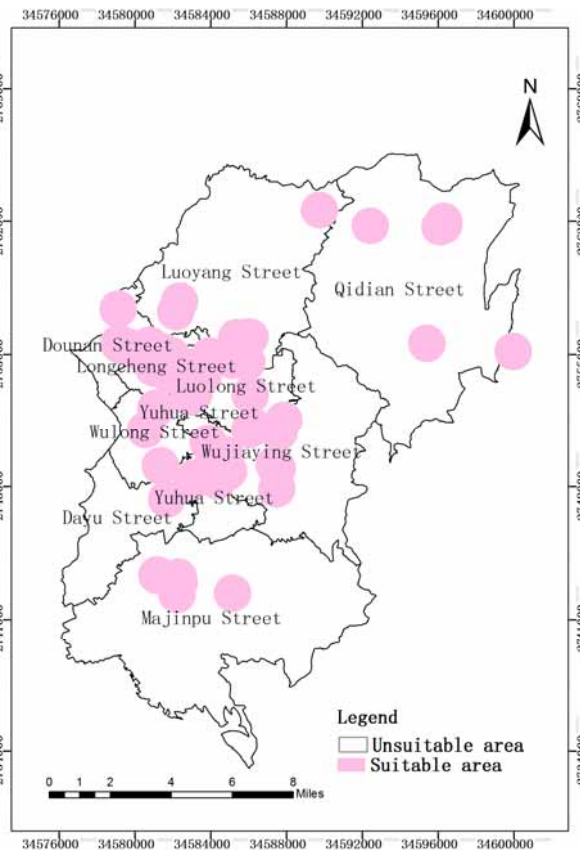 34576000 34580000 34584000 34588000 34592000 34596000 34600000
N
Luoyang Street
Qidian Street
Dounan Street
Longcheng Street
Luolong Street
Yuhua Street
Wulong Street
Wujiaying Street
Yuhua Street
Dayu Street
Majinpu Street
Legend
Unsuitable area
Suitable area
0 1 2 4 6 8
Miles
34576000 34580000 34584000 34588000 34592000 34596000 34600000